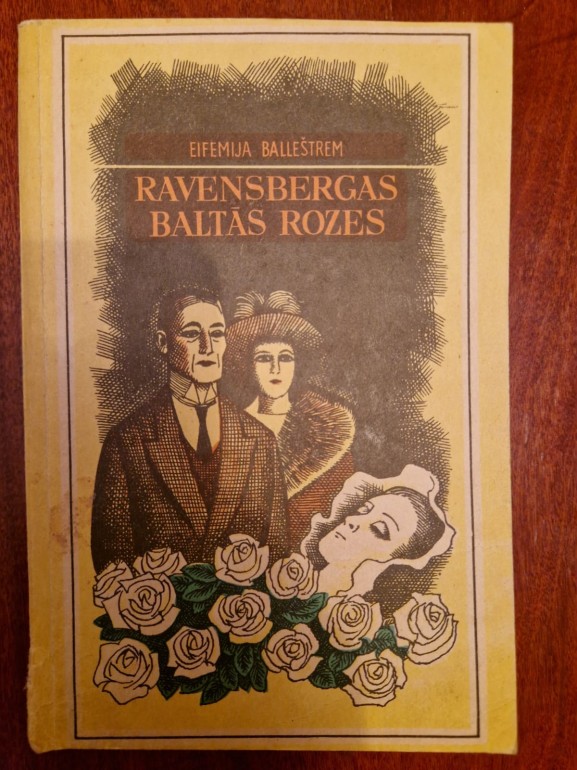 EIFEMIJA BALLEŠTREM
RAVENSBERGAS
BALTĀS ROZES